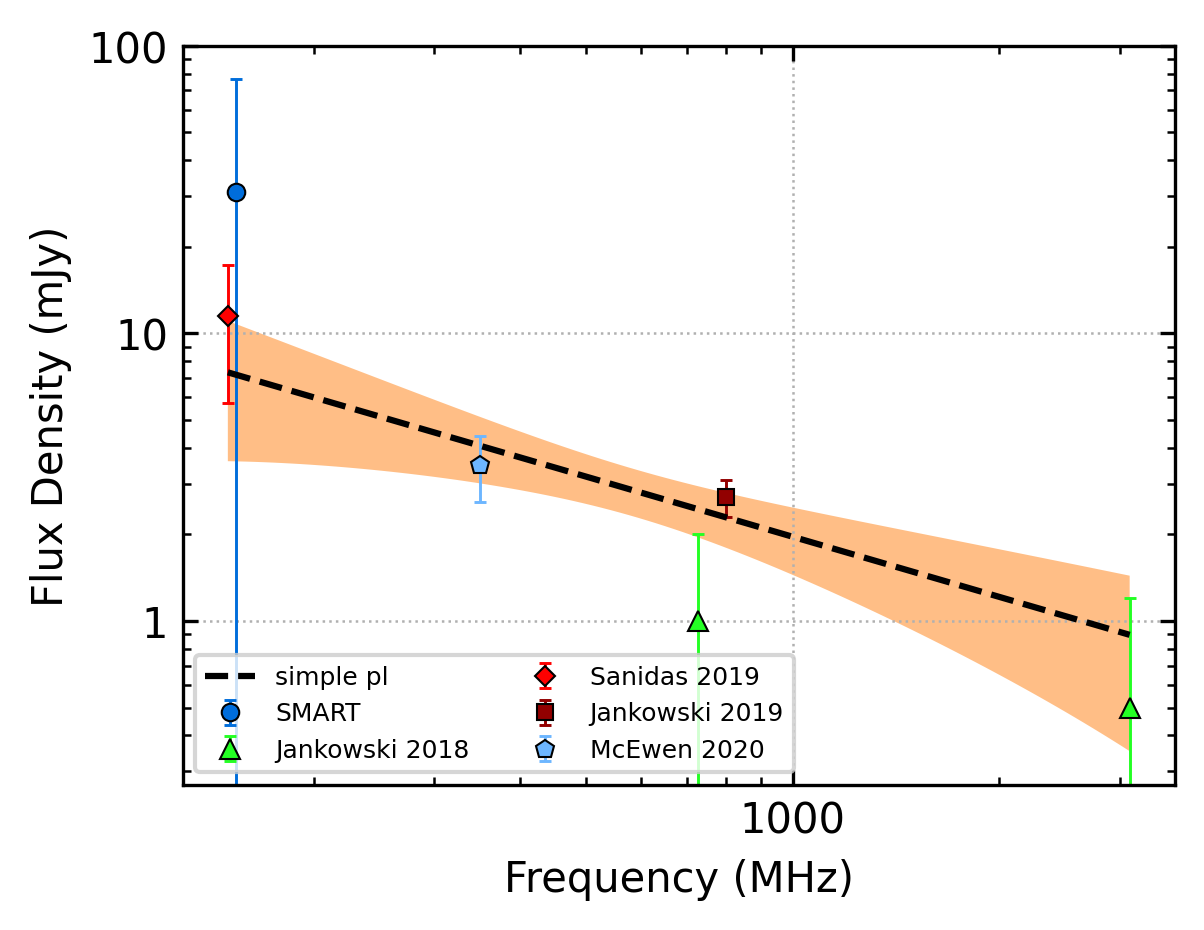 100
10
1
Flux Density (mJy)
simple pl
SMART
Jankowski 2018
Sanidas 2019
Jankowski 2019
McEwen 2020
1000
Frequency (MHz)